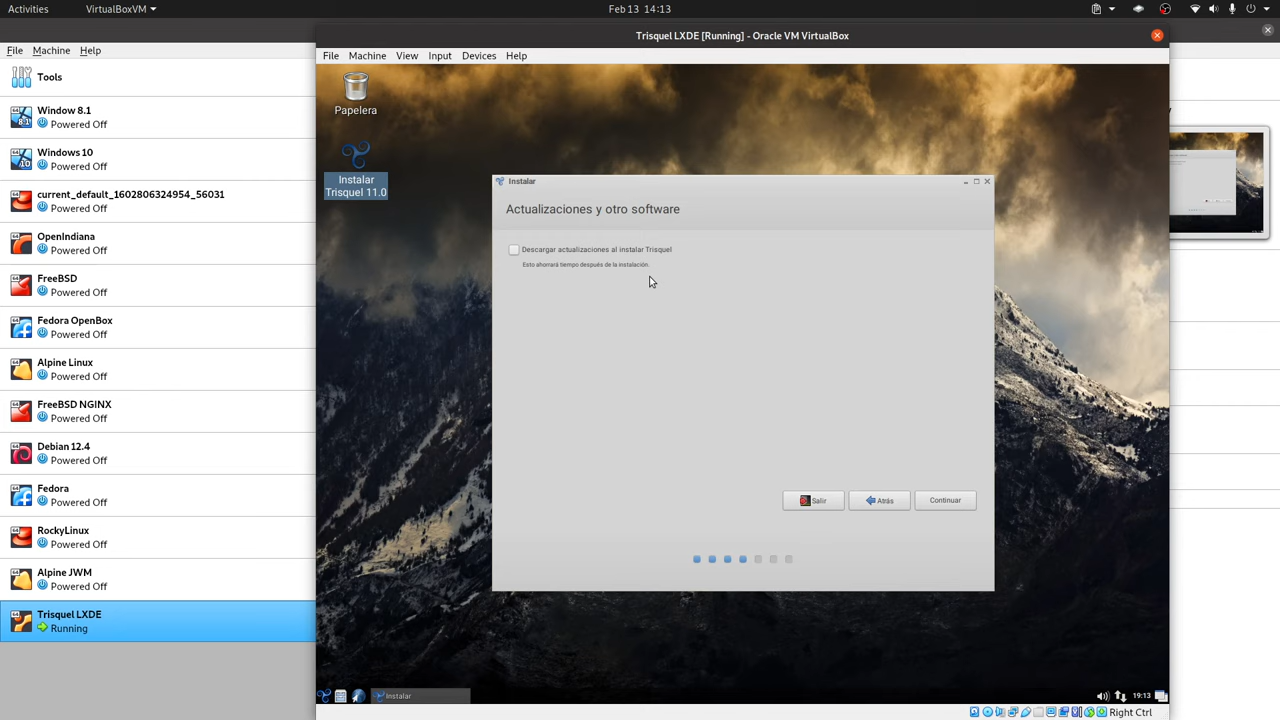 Activities
VirtualBoxVM
Feb 13 14:13
File Machine Help
Tools
Window 8.1
Powered Off
Windows 10
Powered Off
current_default_1602806324954_56031
Powered Off
OpenIndiana
Powered Off
FreeBSD
Powered Off
Fedora OpenBox
Powered Off
Alpine Linux
Powered Off
FreeBSD NGINX
Powered Off
Debian 12.4
Powered Off
Fedora
Powered Off
RockyLinux
Powered Off
Alpine JWM
Powered Off
Trisquel LXDE
Running
Trisquel LXDE [Running] - Oracle VM VirtualBox
File Machine View Input Devices Help
Papelera
Instalar
Trisquel 11.0
Instalar
Actualizaciones y otro software
Descargar actualizaciones al instalar Trisquel
Esto ahorrará tiempo después de la instalación.
Salir
Atrás
Continuar
Instalar
19:13
Right Ctrl